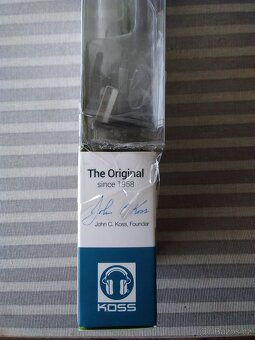 The Original
since 1958
John C Koss
John C. Koss, Founder
KOSS